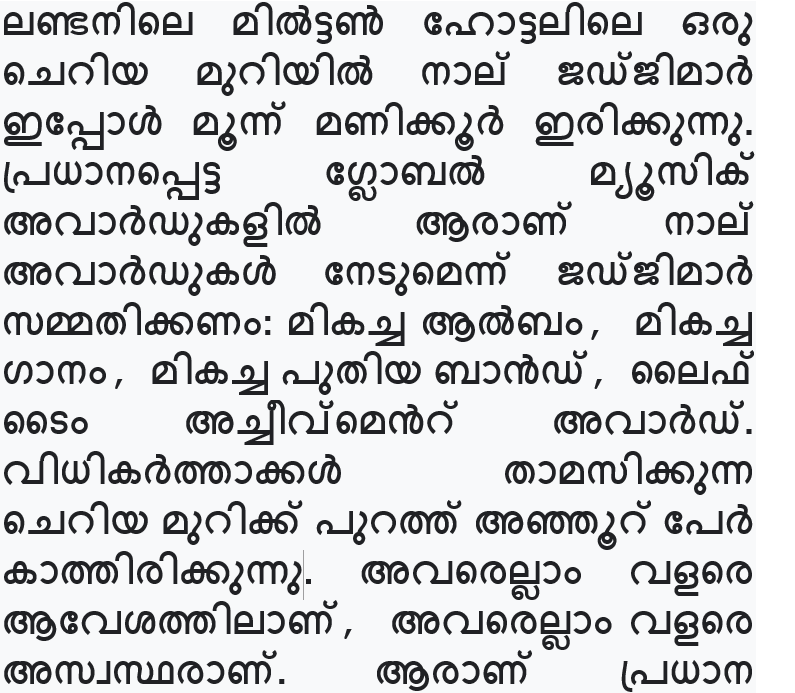 ലണ്ടനിലെ മിൽട്ടൺ ഹോട്ടലിലെ ഒരു
ചെറിയ മുറിയിൽ നാല് ജഡ്ജിമാർ
ഇപ്പോൾ മൂന്ന് മണിക്കൂർ ഇരിക്കുന്നു.
പ്രധാനപ്പെട്ട ഗ്ലോബൽ മ്യൂസിക്
അവാർഡുകളിൽ ആരാണ് നാല്
അവാർഡുകൾ നേടുമെന്ന് ജഡ്ജിമാർ
സമ്മതിക്കണം: മികച്ച ആൽബം, മികച്ച
ഗാനം, മികച്ച പുതിയ ബാൻഡ്, ലൈഫ്
ടൈം അച്ചീവ്മെൻറ് അവാർഡ്.
വിധികർത്താക്കൾ താമസിക്കുന്ന
ചെറിയ മുറിക്ക് പുറത്ത് അഞ്ഞൂറ് പേർ
കാത്തിരിക്കുന്നു. അവരെല്ലാം വളരെ
ആവേശത്തിലാണ്, അവരെല്ലാം വളരെ
അസ്വസ്ഥരാണ്. ആരാണ് പ്രധാന